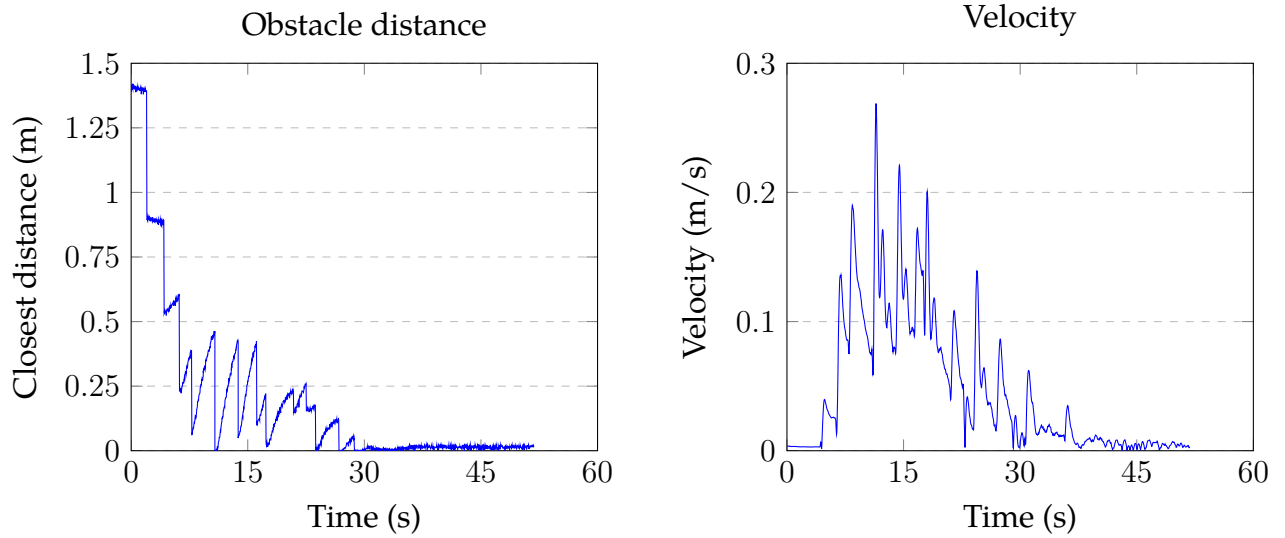 Obstacle distance
1.5
1.25
1
0.75
0.5
0.25
0
0 15 30 45 60
Closest distance (m)
Time (s)
Velocity
0.3
0.2
0.1
0
0 15 30 45 60
Velocity (m/s)
Time (s)